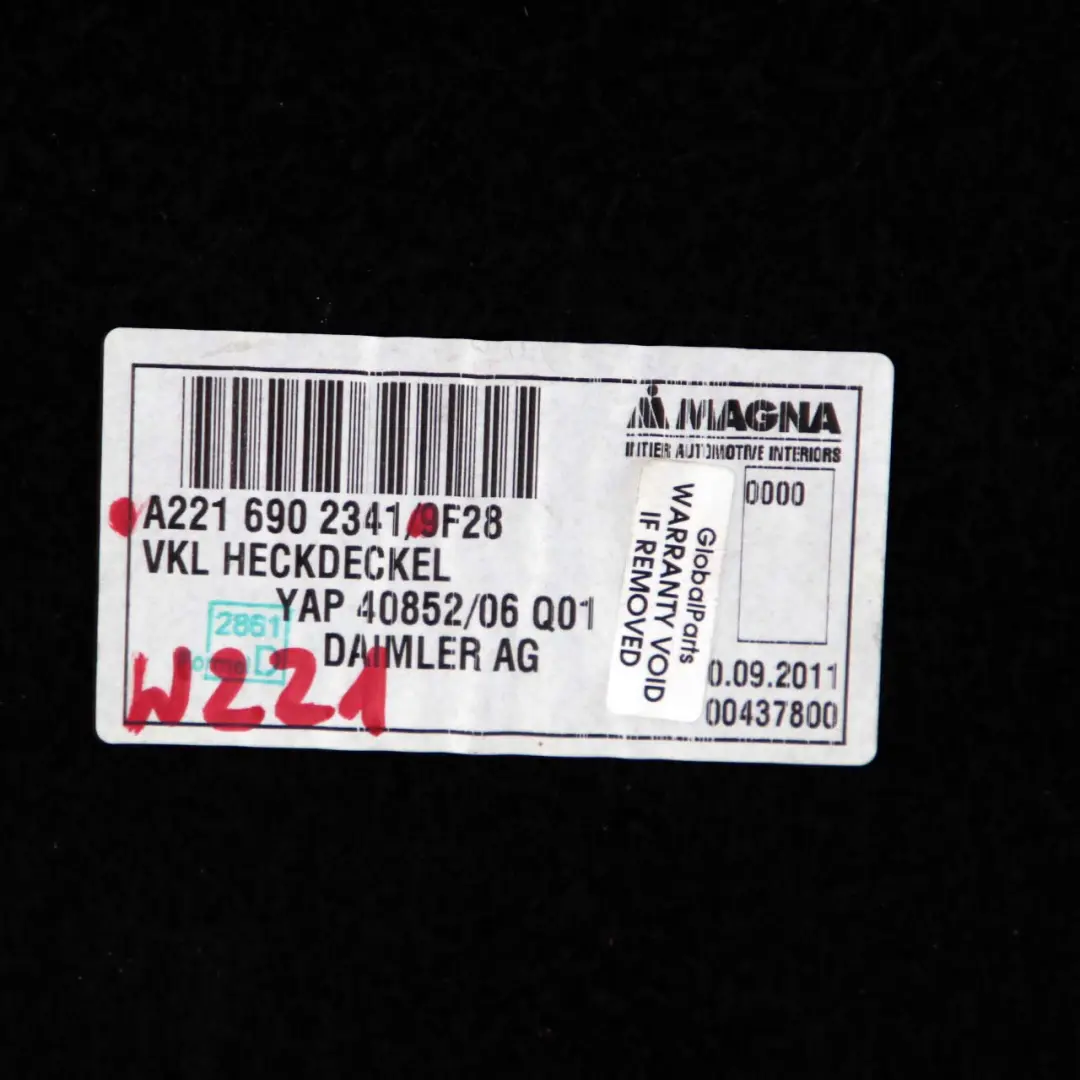 MAGNA
INTIER AUTOMOTIVE INTERIORS
0000
A221 690 2341/9F28
VKL HECKDECKEL
YAP 40852/06 Q01
DAIMLER AG
2861
D
W221
GlobalParts
WARRANTY VOID
IF REMOVED
0.09.2011
00437800